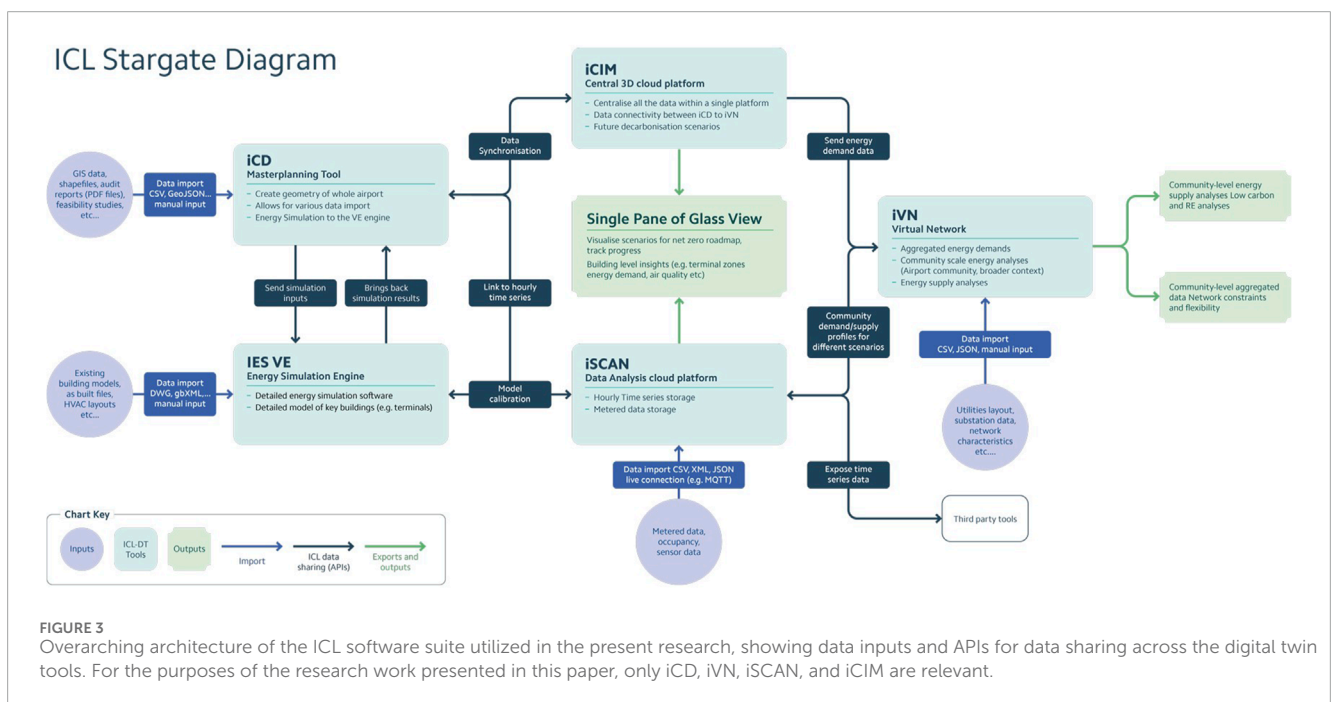 ICL Stargate Diagram
iCIM
Central 3D cloud platform
– Centralise all the data within a single platform
– Data connectivity between iCD to iVN
– Future decarbonisation scenarios
Data
Synchronisation
Send energy
demand data
GIS data,
shapefiles, audit
reports (PDF files),
feasibility studies,
etc...
Data import
CSV, GeoJSON...
manual input
iCD
Masterplanning Tool
– Create geometry of whole airport
– Allows for various data import
– Energy Simulation to the VE engine
Single Pane of Glass View
Visualise scenarios for net zero roadmap,
track progress
Building level insights (e.g. terminal zones
energy demand, air quality etc)
iVN
Virtual Network
– Aggregated energy demands
– Community scale energy analyses
(Airport community, broader context)
– Energy supply analyses
Community-level energy
supply analyses Low carbon
and RE analyses
Community-level aggregated
data Network constraints
and flexibility
Send simulation
inputs
Brings back
simulation results
Link to hourly
time series
Community
demand/supply
profiles for
different scenarios
Data import
CSV, JSON, manual input
Existing
building models,
as built files,
HVAC layouts
etc...
Data import
DWG, gbXML,...
manual input
IES VE
Energy Simulation Engine
– Detailed energy simulation software
– Detailed model of key buildings (e.g. terminals)
Model
calibration
iSCAN
Data Analysis cloud platform
– Hourly Time series storage
– Metered data storage
Utilities layout,
substation data,
network
characteristics
etc....
Data import CSV, XML, JSON
live connection (e.g. MQTT)
Expose time
series data
Metered data,
occupancy,
sensor data
Third party tools
Chart Key
Inputs
ICL-DT
Tools
Outputs
Import
ICL data
sharing (APIs)
Exports and
outputs
FIGURE 3
Overarching architecture of the ICL software suite utilized in the present research, showing data inputs and APIs for data sharing across the digital twin
tools. For the purposes of the research work presented in this paper, only iCD, iVN, iSCAN, and iCIM are relevant.